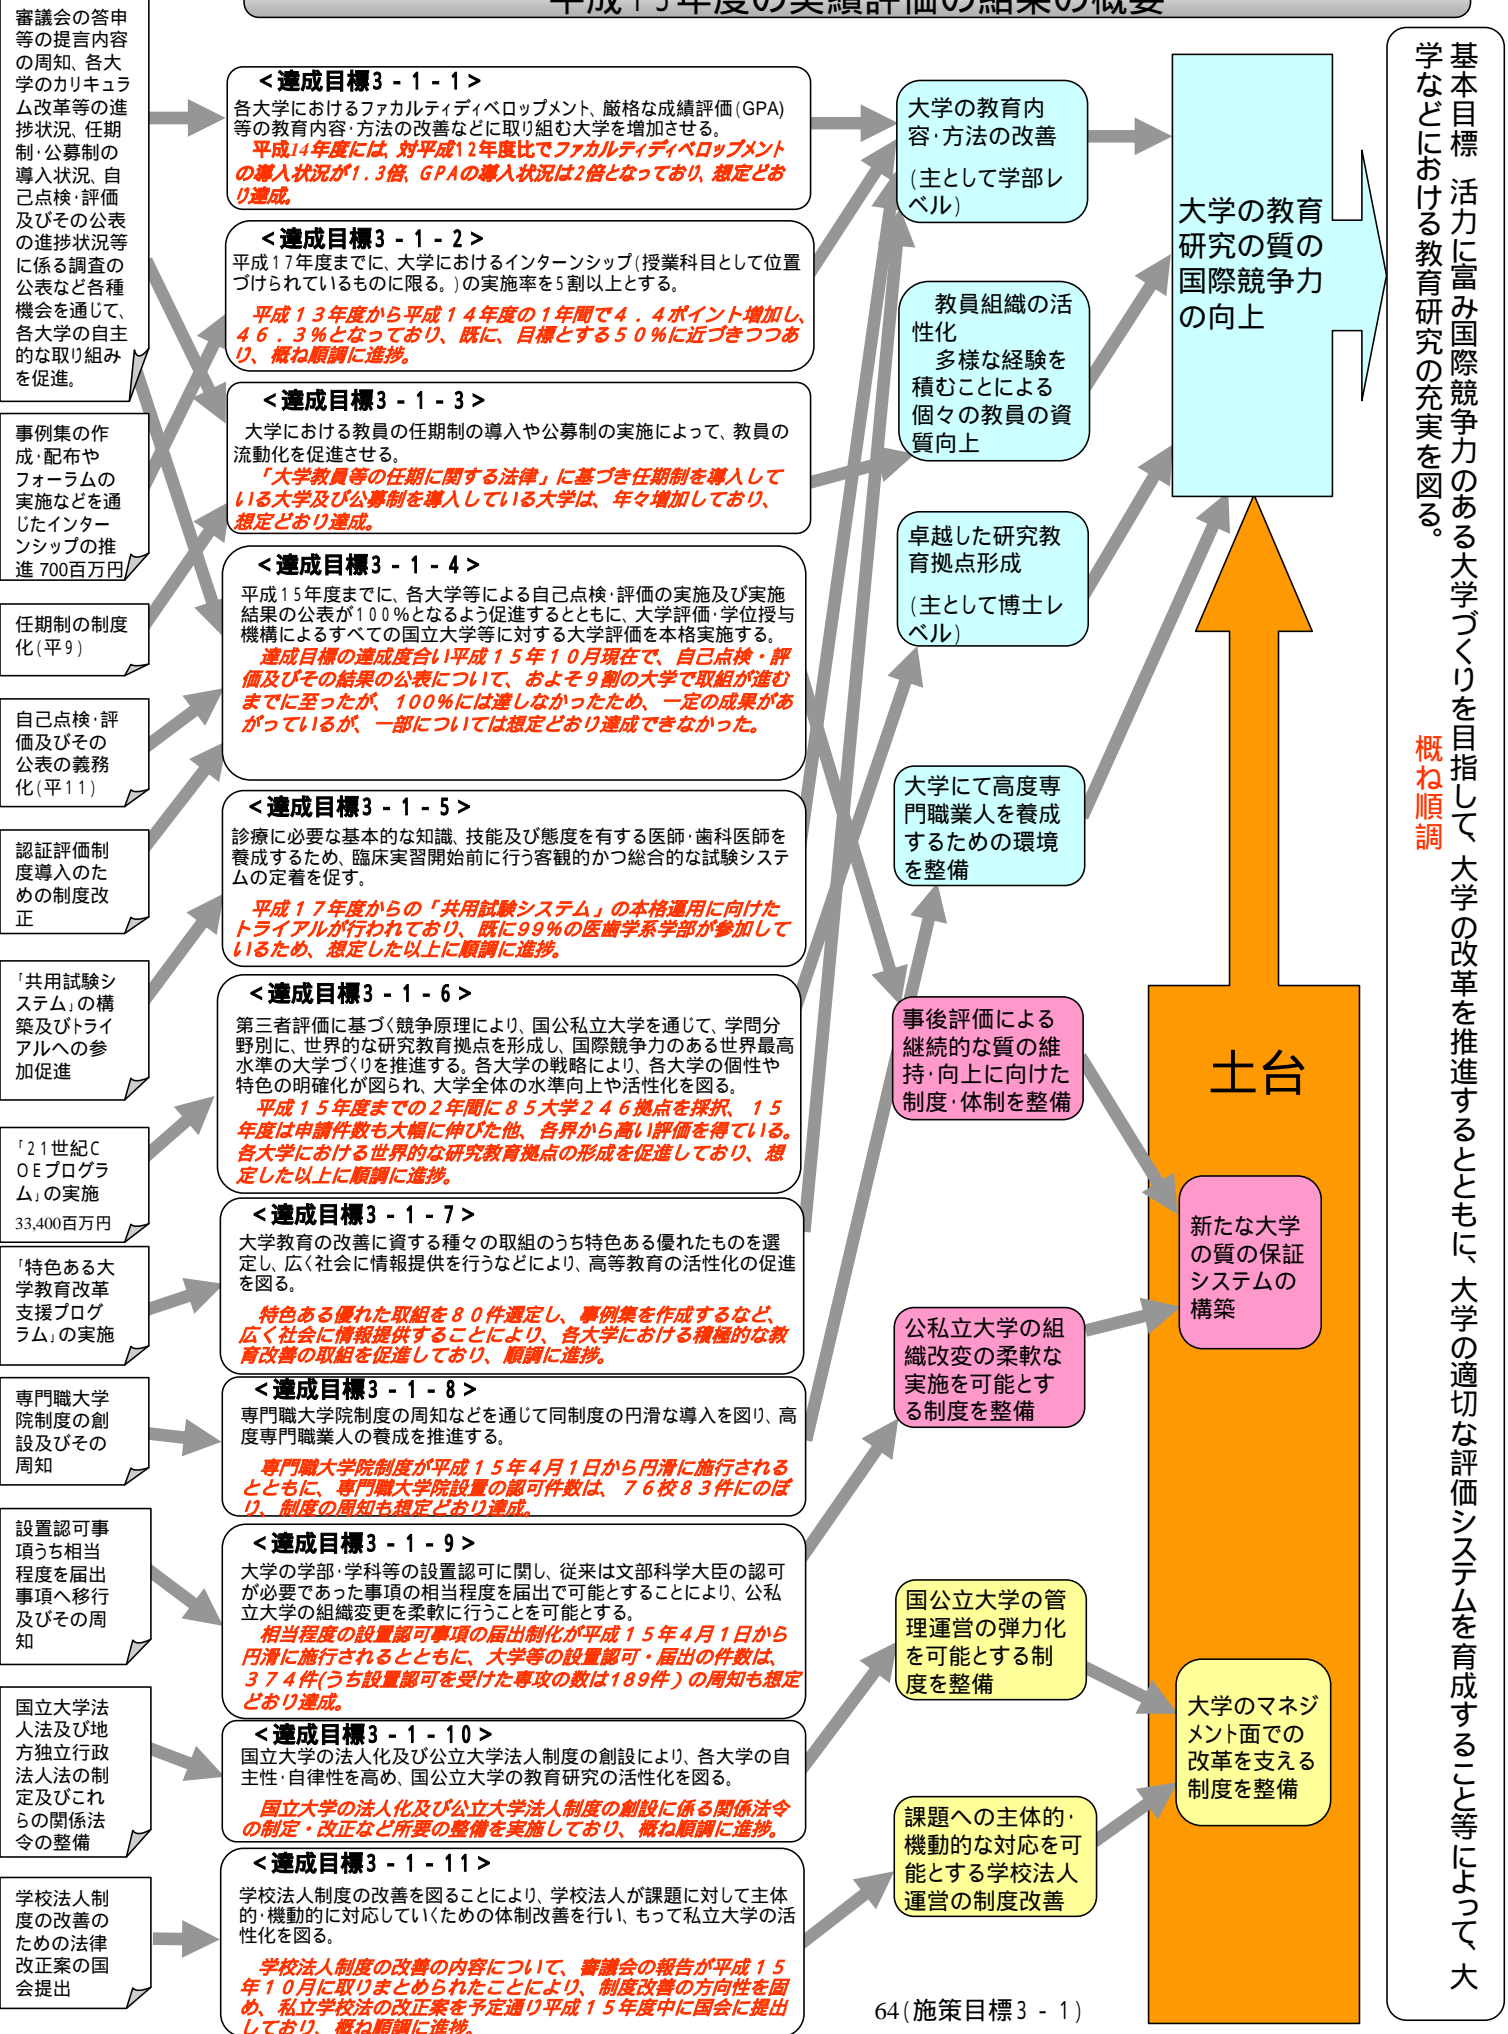 平成15年度の実績評価の結果の概要
審議会の答申
等の提言内容
の周知、各大
学のカリキュラ
ム改革等の進
捗状況、任期
制・公募制の
導入状況、自
己点検・評価
及びその公表
の進捗状況等
に係る調査の
公表など各種
機会を通じて、
各大学の自主
的な取り組み
を促進。
事例集の作
成・配布や
フォーラムの
実施などを通
じたインター
ンシップの推
進 700百万円
任期制の制度
化(平9)
自己点検・評
価及びその
公表の義務
化(平11)
認証評価制
度導入のた
めの制度改
正
「共用試験シ
ステム」の構
築及びトライ
アルへの参
加促進
「21世紀C
OEプログラ
ム」の実施
33,400百万円
「特色ある大
学教育改革
支援プログ
ラム」の実施
専門職大学
院制度の創
設及びその
周知
設置認可事
項うち相当
程度を届出
事項へ移行
及びその周
知
国立大学法
人法及び地
方独立行政
法人法の制
定及びこれ
らの関係法
令の整備
学校法人制
度の改善の
ための法律
改正案の国
会提出
<達成目標3-1-1>
各大学におけるファカルティディベロップメント、厳格な成績評価(GPA)
等の教育内容・方法の改善などに取り組む大学を増加させる。
平成14年度には、対平成12年度比でファカルティディベロップメント
の導入状況が1.3倍、GPAの導入状況は2倍となっており、想定どお
り達成。
<達成目標3-1-2>
平成17年度までに、大学におけるインターンシップ(授業科目として位置
づけられているものに限る。)の実施率を5割以上とする。
平成13年度から平成14年度の1年間で4.4ポイント増加し、
46.3%となっており、既に、目標とする50%に近づきつつあ
り、概ね順調に進捗。
<達成目標3-1-3>
大学における教員の任期制の導入や公募制の実施によって、教員の
流動化を促進させる。
「大学教員等の任期に関する法律」に基づき任期制を導入して
いる大学及び公募制を導入している大学は、年々増加しており、
想定どおり達成。
<達成目標3-1-4>
平成15年度までに、各大学等による自己点検・評価の実施及び実施
結果の公表が100%となるよう促進するとともに、大学評価・学位授与
機構によるすべての国立大学等に対する大学評価を本格実施する。
達成目標の達成度合い平成15年10月現在で、自己点検・評
価及びその結果の公表について、およそ9割の大学で取組が進む
までに至ったが、100%には達しなかったため、一定の成果があ
がっているが、一部については想定どおり達成できなかった。
<達成目標3-1-5>
診療に必要な基本的な知識、技能及び態度を有する医師・歯科医師を
養成するため、臨床実習開始前に行う客観的かつ総合的な試験システ
ムの定着を促す。
平成17年度からの「共用試験システム」の本格運用に向けた
トライアルが行われており、既に99%の医歯学系学部が参加して
いるため、想定した以上に順調に進捗。
<達成目標3-1-6>
第三者評価に基づく競争原理により、国公私立大学を通じて、学問分
野別に、世界的な研究教育拠点を形成し、国際競争力のある世界最高
水準の大学づくりを推進する。各大学の戦略により、各大学の個性や
特色の明確化が図られ、大学全体の水準向上や活性化を図る。
平成15年度までの2年間に85大学246拠点を採択、15
年度は申請件数も大幅に伸びた他、各界から高い評価を得ている。
各大学における世界的な研究教育拠点の形成を促進しており、想
定した以上に順調に進捗。
<達成目標3-1-7>
大学教育の改善に資する種々の取組のうち特色ある優れたものを選
定し、広く社会に情報提供を行うなどにより、高等教育の活性化の促進
を図る。
特色ある優れた取組を80件選定し、事例集を作成するなど、
広く社会に情報提供することにより、各大学における積極的な教
育改善の取組を促進しており、順調に進捗。
<達成目標3-1-8>
専門職大学院制度の周知などを通じて同制度の円滑な導入を図り、高
度専門職業人の養成を推進する。
専門職大学院制度が平成15年4月1日から円滑に施行される
とともに、専門職大学院設置の認可件数は、76校83件にのぼ
り、制度の周知も想定どおり達成。
<達成目標3-1-9>
大学の学部・学科等の設置認可に関し、従来は文部科学大臣の認可
が必要であった事項の相当程度を届出で可能とすることにより、公私
立大学の組織変更を柔軟に行うことを可能とする。
相当程度の設置認可事項の届出制化が平成15年4月1日から
円滑に施行されるとともに、大学等の設置認可・届出の件数は、
374件(うち設置認可を受けた専攻の数は189件)の周知も想定
どおり達成。
<達成目標3-1-10>
国立大学の法人化及び公立大学法人制度の創設により、各大学の自
主性・自律性を高め、国公立大学の教育研究の活性化を図る。
国立大学の法人化及び公立大学法人制度の創設に係る関係法令
の制定・改正など所要の整備を実施しており、概ね順調に進捗。
<達成目標3-1-11>
学校法人制度の改善を図ることにより、学校法人が課題に対して主体
的・機動的に対応していくための体制改善を行い、もって私立大学の活
性化を図る。
学校法人制度の改善の内容について、審議会の報告が平成15
年10月に取りまとめられたことにより、制度改善の方向性を固
め、私立学校法の改正案を予定通り平成15年度中に国会に提出
しており、概ね順調に進捗。
大学の教育内
容・方法の改善
(主として学部レ
ベル)
教員組織の活
性化
多様な経験を
積むことによる
個々の教員の資
質向上
卓越した研究教
育拠点形成
(主として博士レ
ベル)
大学にて高度専
門職業人を養成
するための環境
を整備
事後評価による
継続的な質の維
持・向上に向けた
制度・体制を整備
公私立大学の組
織改変の柔軟な
実施を可能とす
る制度を整備
国公立大学の管
理運営の弾力化
を可能とする制
度を整備
課題への主体的・
機動的な対応を可
能とする学校法人
運営の制度改善
大学の教育
研究の質の
国際競争力
の向上
土台
新たな大学
の質の保証
システムの
構築
大学のマネジ
メント面での
改革を支える
制度を整備
基本目標 活力に富み国際競争力のある大学づくりを目指して、大学の改革を推進するとともに、大学の適切な評価システムを育成すること等によって、大
学などにおける教育研究の充実を図る。
概ね順調
64(施策目標3-1)